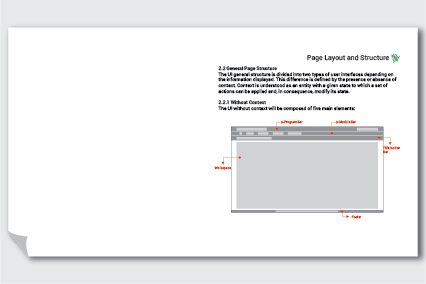 Page Layout and Structure
2.2 General Page Structure
The UI general structure is divided into two types of user interfaces depending on
the information displayed. This difference is defined by the presence or absence of
context. Context is understood as an entity with a given state to which a set of
actions can be applied and, in consequence, modify its state.
2.2.1 Without Context
The UI without context will be composed of five main elements:
Footer